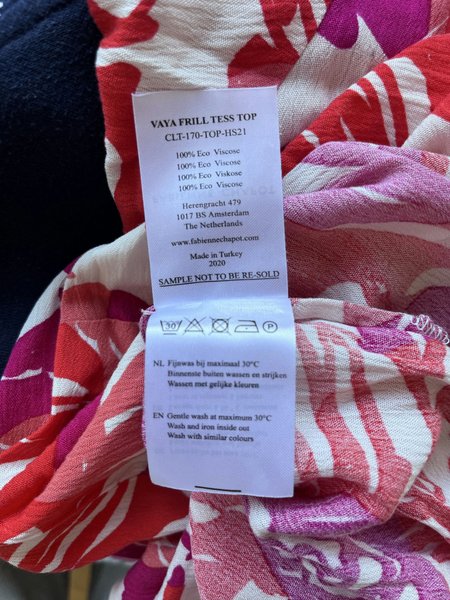 VAYA FRILL TESS TOP
CLT-170-TOP-HS21
100% Eco Viscose
100% Eco Viscose
100% Eco Viskose
100% Eco Viscose
Herengracht 479
1017 BS Amsterdam
The Netherlands
www.fabiennechapot.com
Made in Turkey
2020
SAMPLE NOT TO BE RE-SOLD
30 P
NL Fijnwas bij maximaal 30°C
Binnenste buiten wassen en strijken
Wassen met gelijke kleuren
EN Gentle wash at maximum 30°C
Wash and iron inside out
Wash with similar colours